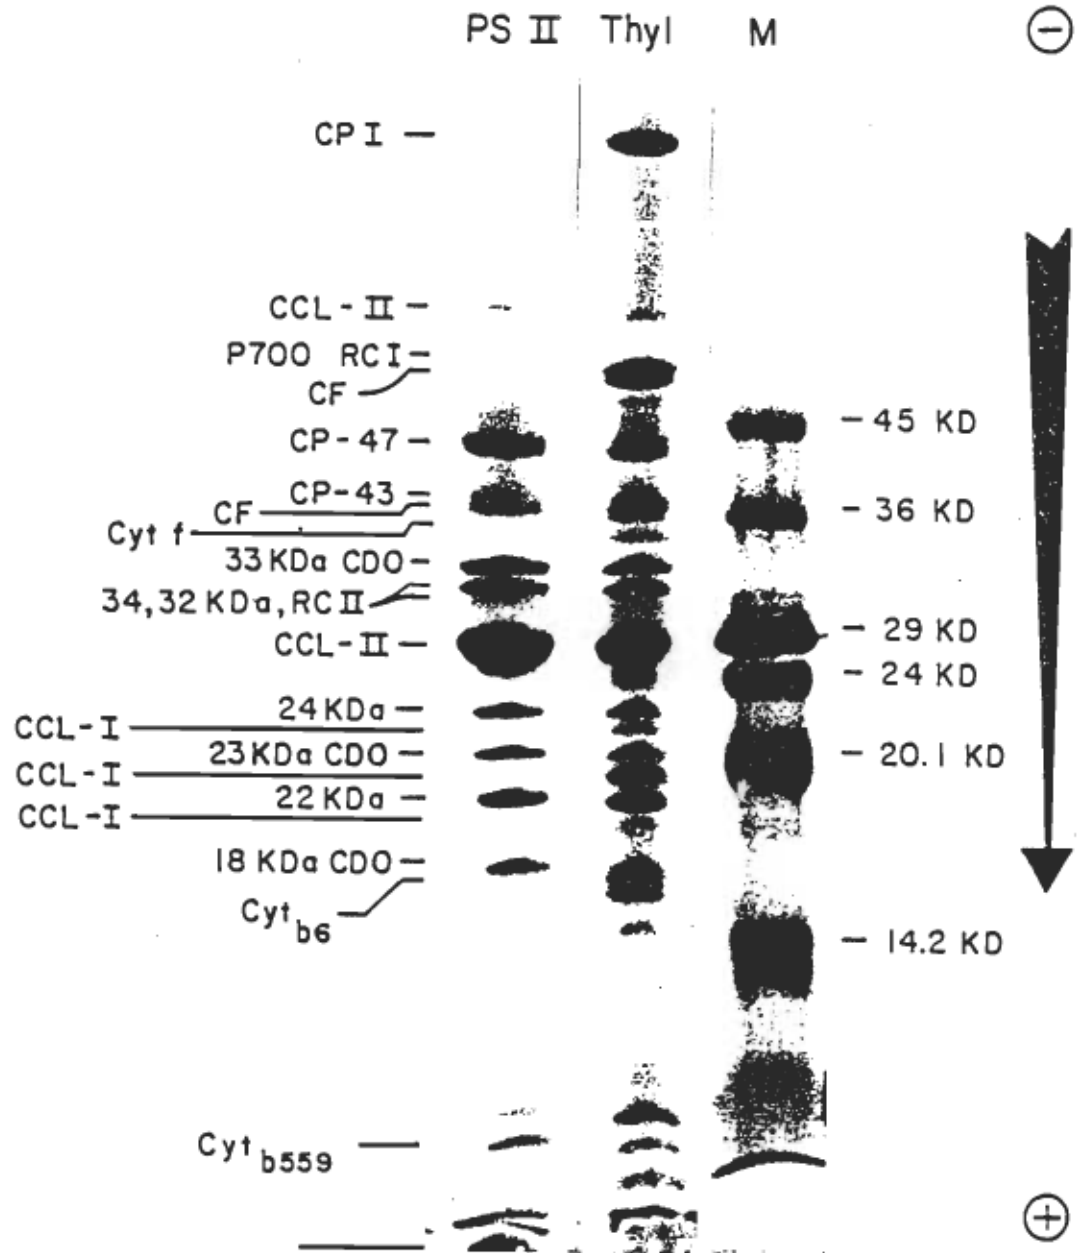 PS II Thyl M ⊖
CP I
CCL-II
P700 RCI
CF
CP-47
45 KD
CP-43
CF
36 KD
Cyt f
33 KDa CDO
34,32 KDa, RC II
CCL-II
29 KD
24 KD
24 KDa
CCL-I
23 KDa CDO
20.1 KD
CCL-I
22 KDa
CCL-I
18 KDa CDO
Cyt b6
14.2 KD
Cyt b559
⊕